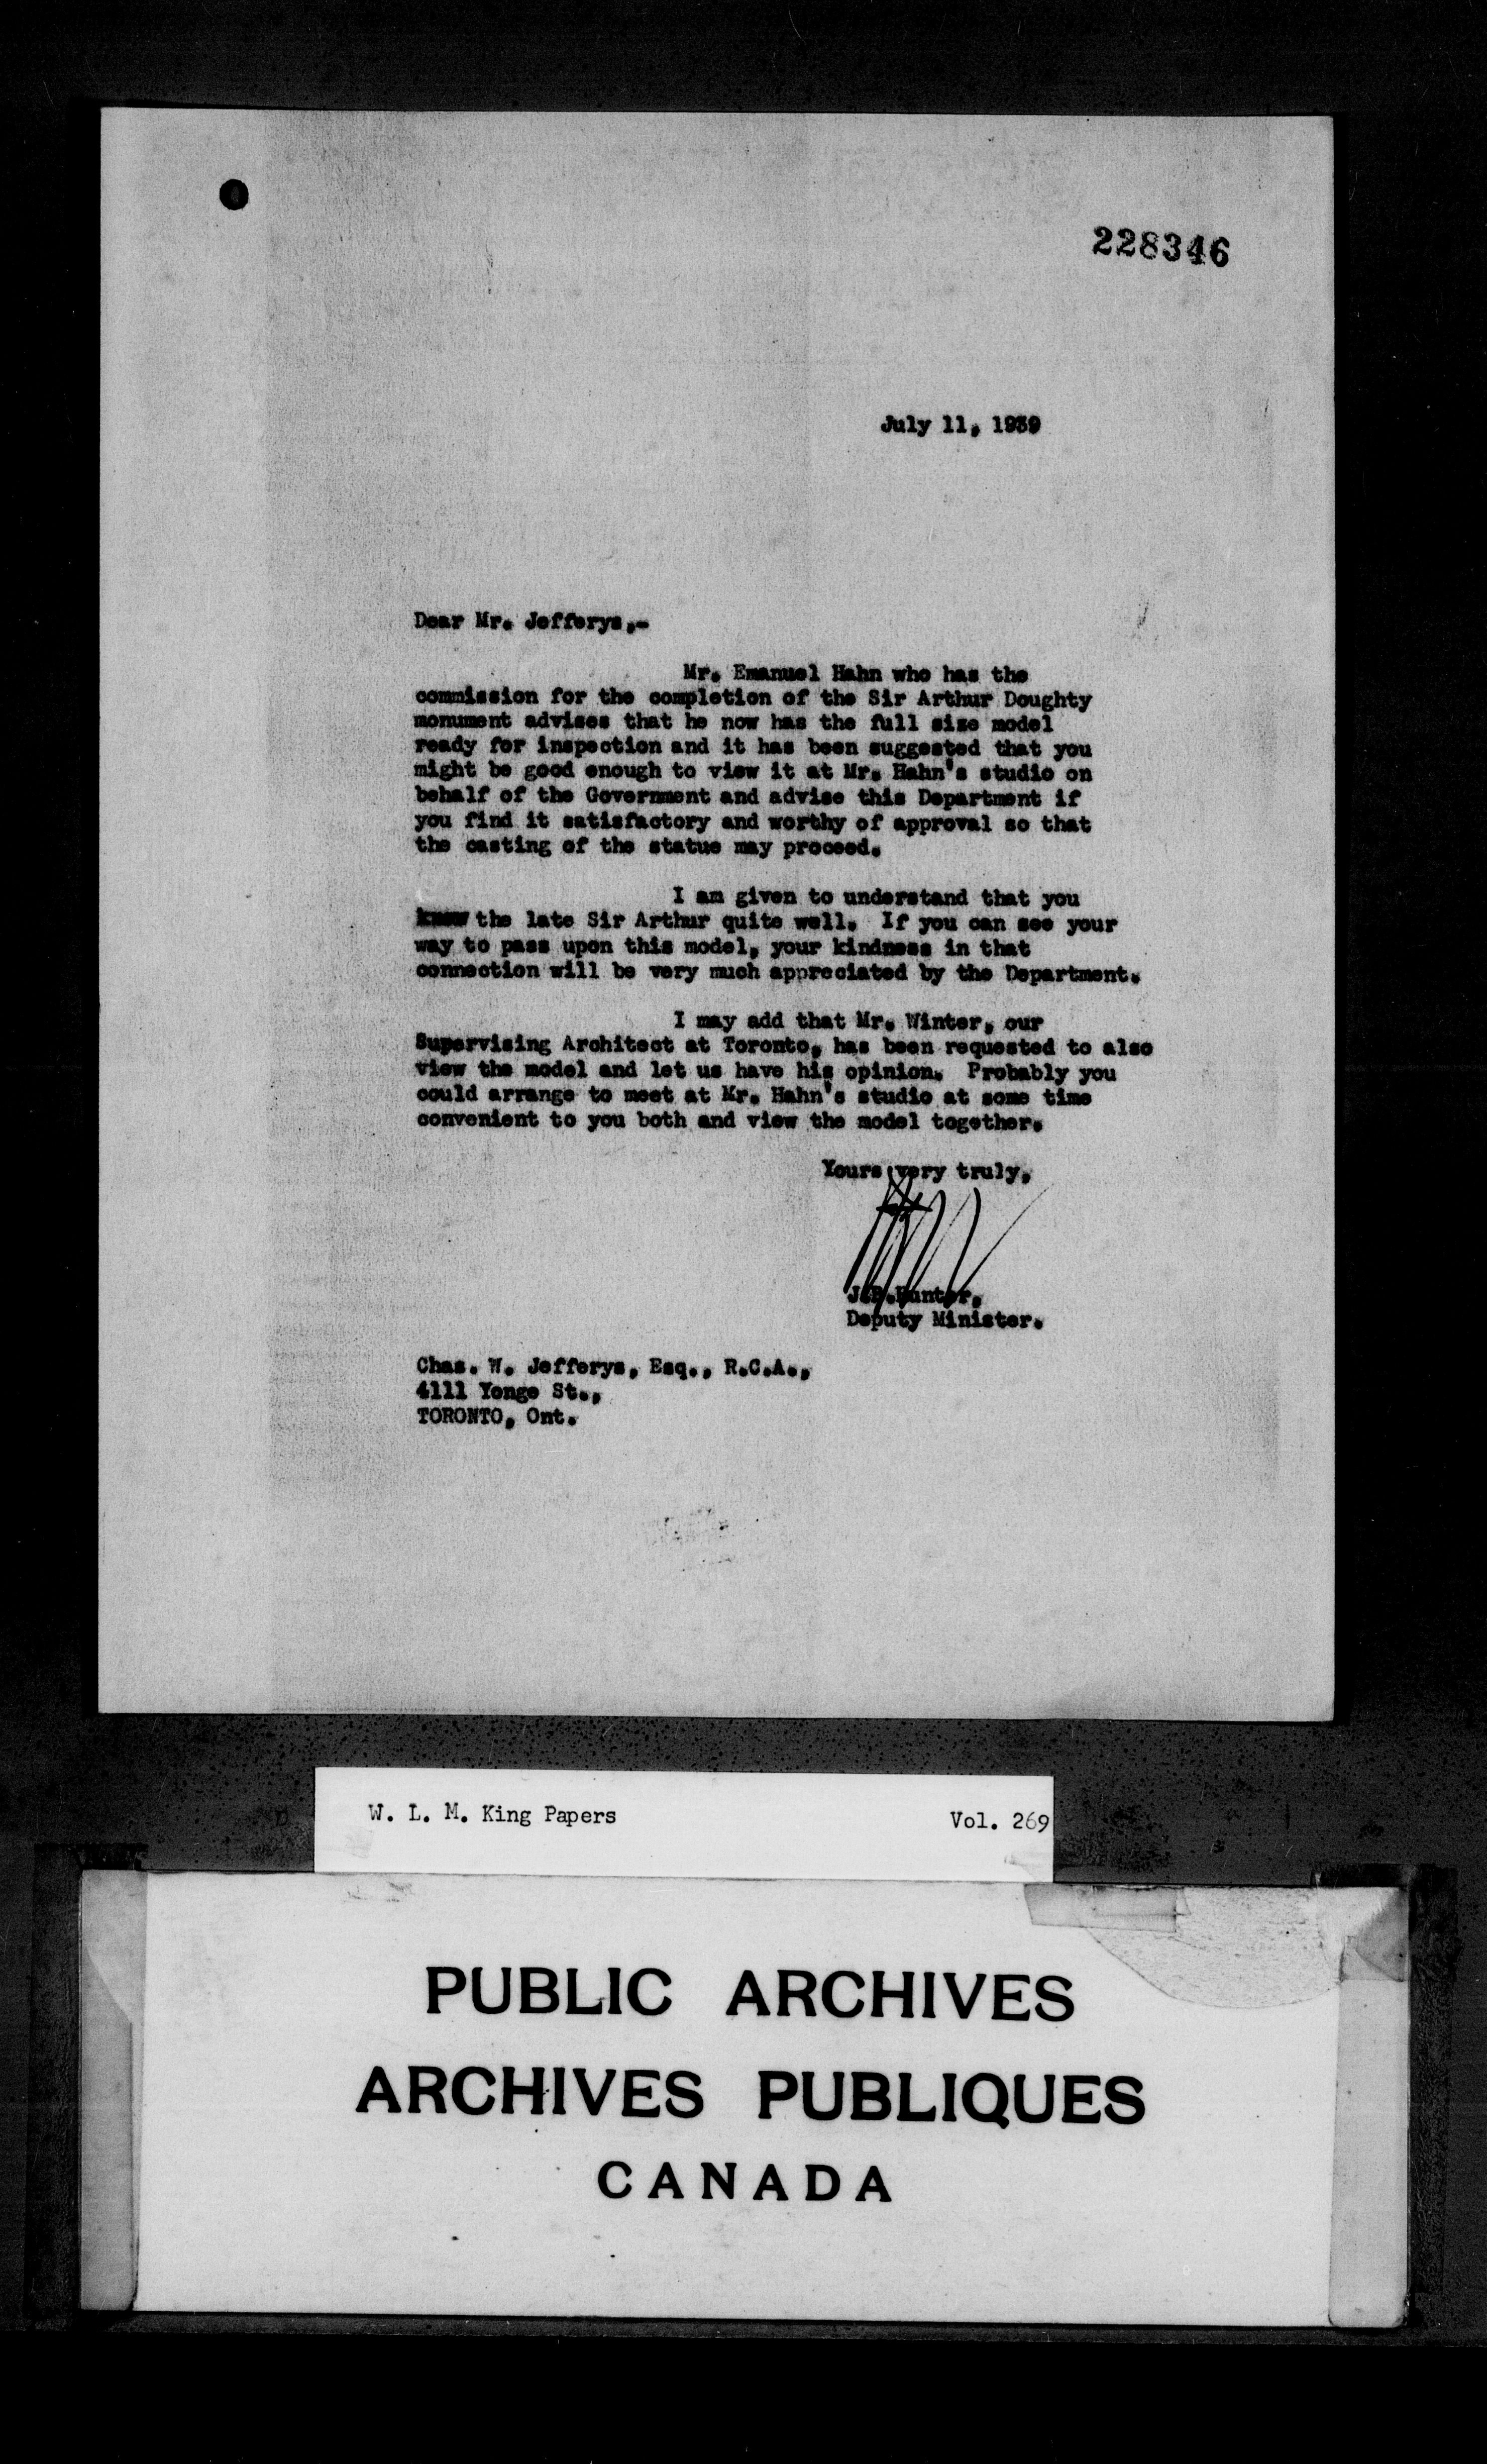 228346
July 11, 1939
Dear Mr. Jefferys,-
Mr. Emanuel Hahn who has the
commission for the completion of the Sir Arthur Doughty
monument advises that he now has the full size model
ready for inspection and it has been suggested that you
might be good enough to view it at Mr. Hahn's studio on
behalf of the Government and advise this Department if
you find it satisfactory and worthy of approval so that
the casting of the statue may proceed.
I am given to understand that you
knew the late Sir Arthur quite well. If you can see your
way to pass upon this model, your kindness in that
connection will be very much appreciated by the Department.
I may add that Mr. Winter, our
Supervising Architect at Toronto, has been requested to also
view the model and let us have his opinion. Probably you
could arrange to meet at Mr. Hahn's studio at some time
convenient to you both and view the model together.
Yours very truly,
Hunter,
Deputy Minister.
Chas. W. Jefferys, Esq., R.C.A.,
4111 Yonge St.,
TORONTO, Ont.
W. L. M. King Papers Vol. 269
PUBLIC ARCHIVES
ARCHIVES PUBLIQUES
CANADA